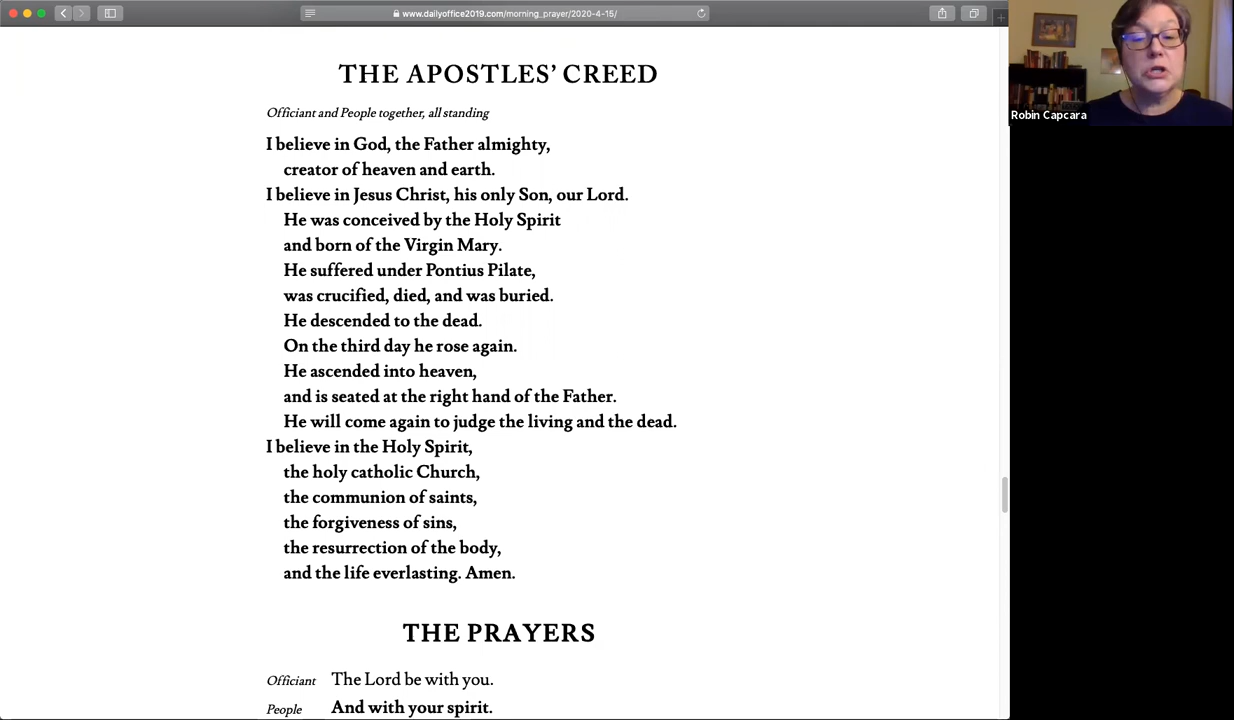 www.dailyoffice2019.com/morning_prayer/2020-4-15/
THE APOSTLES’ CREED
Officiant and People together, all standing
I believe in God, the Father almighty,
creator of heaven and earth.
I believe in Jesus Christ, his only Son, our Lord.
He was conceived by the Holy Spirit
and born of the Virgin Mary.
He suffered under Pontius Pilate,
was crucified, died, and was buried.
He descended to the dead.
On the third day he rose again.
He ascended into heaven,
and is seated at the right hand of the Father.
He will come again to judge the living and the dead.
I believe in the Holy Spirit,
the holy catholic Church,
the communion of saints,
the forgiveness of sins,
the resurrection of the body,
and the life everlasting. Amen.
THE PRAYERS
Officiant The Lord be with you.
People And with your spirit.
Robin Capcara